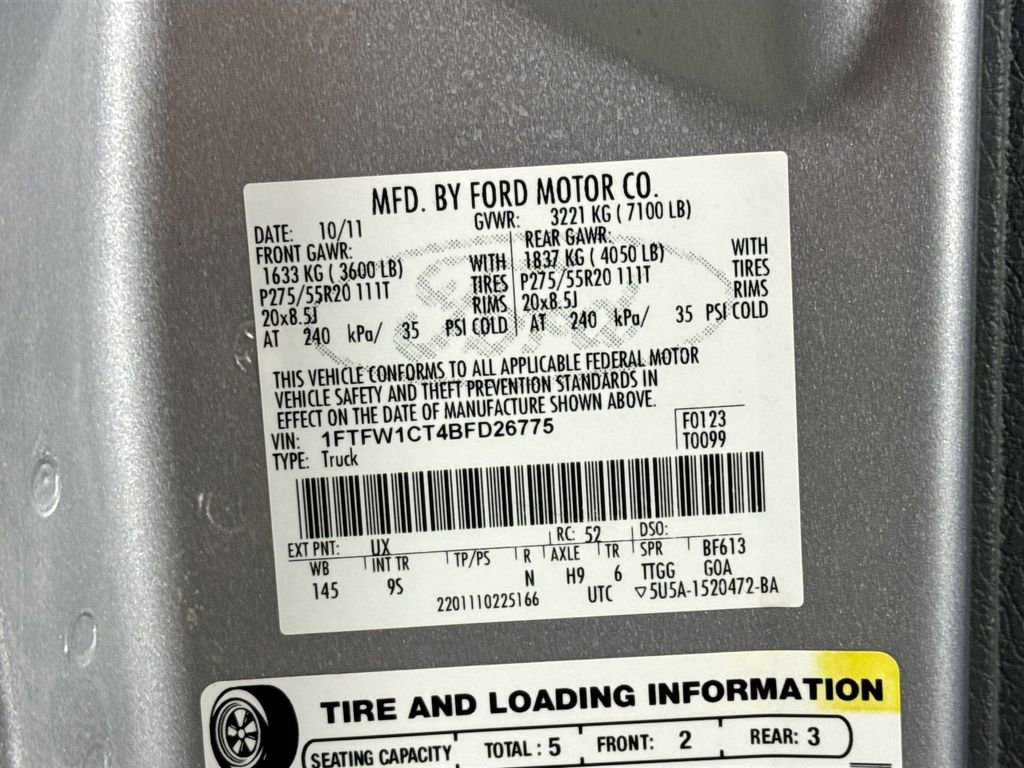 MFD. BY FORD MOTOR CO.
DATE: 10/11 GVWR: 3221 KG ( 7100 LB)
FRONT GAWR: REAR GAWR:
1633 KG ( 3600 LB) WITH 1837 KG ( 4050 LB) WITH
P275/55R20 111T TIRES P275/55R20 111T TIRES
20x8.5J RIMS 20x8.5J RIMS
AT 240 kPa/ 35 PSI COLD AT 240 kPa/ 35 PSI COLD
THIS VEHICLE CONFORMS TO ALL APPLICABLE FEDERAL MOTOR
VEHICLE SAFETY AND THEFT PREVENTION STANDARDS IN
EFFECT ON THE DATE OF MANUFACTURE SHOWN ABOVE.
VIN: 1FTFW1CT4BFD26775 F0123
TYPE: Truck T0099
EXT PNT: UX RC: 52 DSO:
WB INT TR TP/PS R AXLE TR SPR BF613
145 9S N H9 6 TTGG GOA
2201110225166 UTC ▽5U5A-1520472-BA
TIRE AND LOADING INFORMATION
SEATING CAPACITY TOTAL : 5 FRONT: 2 REAR: 3